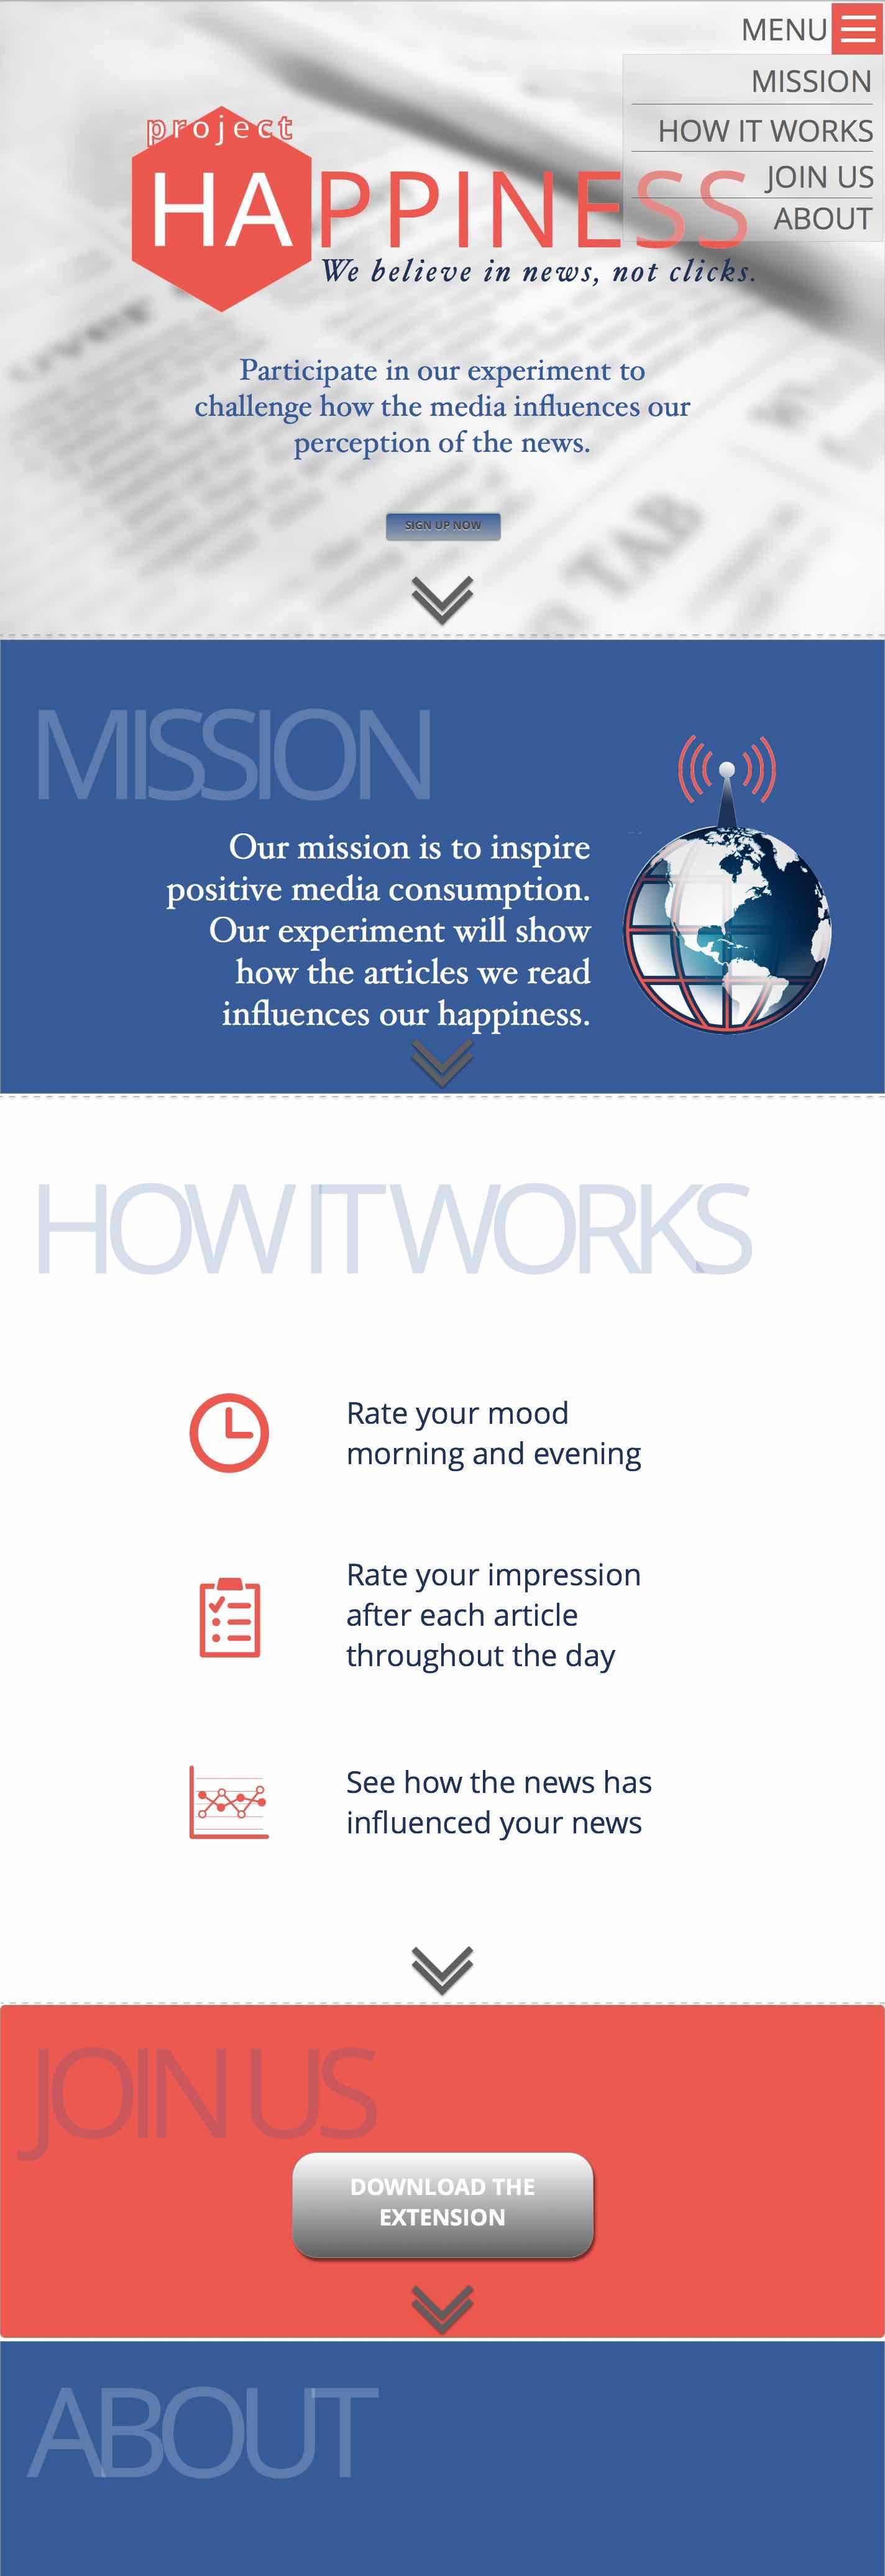 MENU
MISSION
HOW IT WORKS
JOIN US
ABOUT
project
HAPPINESS
We believe in news, not clicks.
Participate in our experiment to
challenge how the media influences our
perception of the news.
SIGN UP NOW
TAB
MISSION
Our mission is to inspire
positive media consumption.
Our experiment will show
how the articles we read
influences our happiness.
HOW IT WORKS
Rate your mood
morning and evening
Rate your impression
after each article
throughout the day
See how the news has
influenced your news
JOIN US
DOWNLOAD THE
EXTENSION
ABOUT